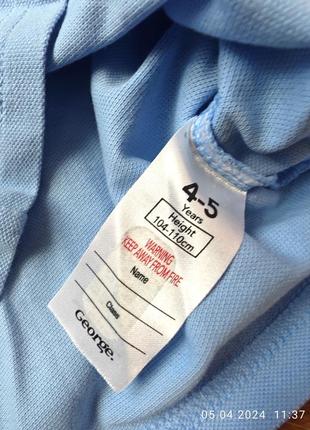 4-5
Years
Height
104-110cm
WARNING
KEEP AWAY FROM FIRE
Name
Class
George.
05.04.2024 11:37